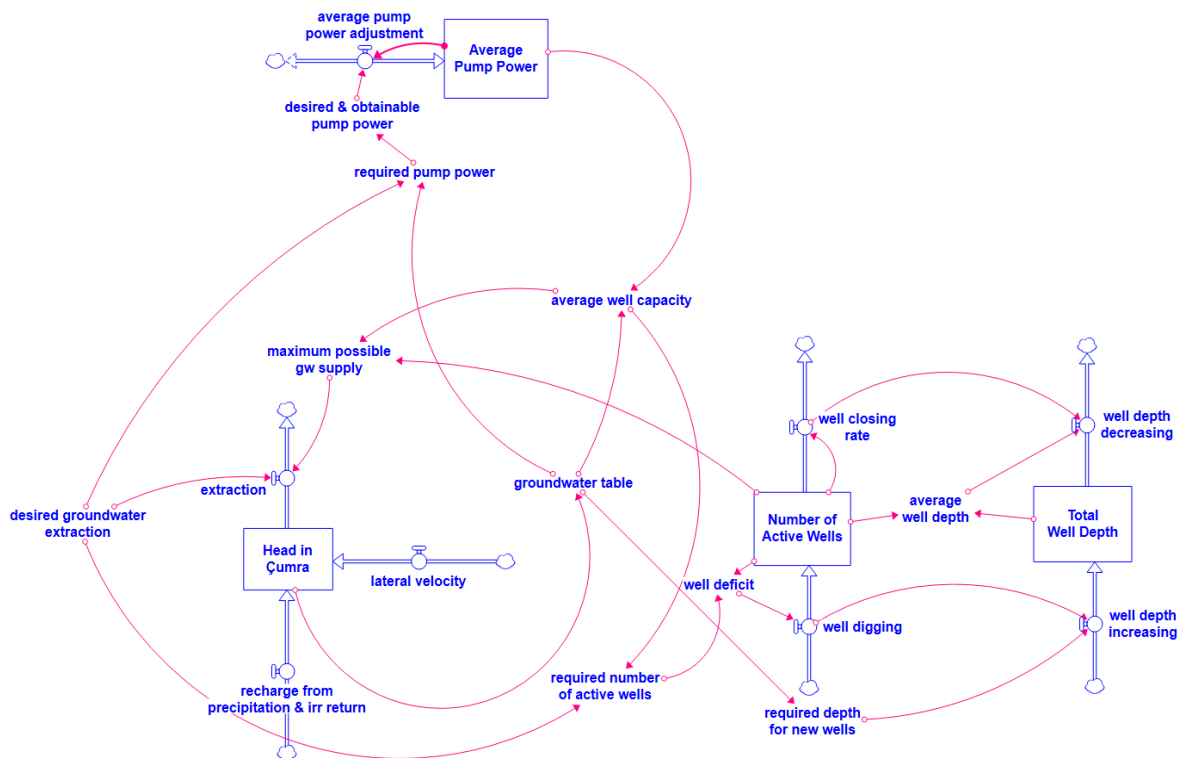 average pump
power adjustment
Average
Pump Power
desired & obtainable
pump power
required pump power
average well capacity
maximum possible
gw supply
well closing
rate
well depth
decreasing
extraction
groundwater table
desired groundwater
extraction
Number of
Active Wells
average
well depth
Total
Well Depth
Head in
Çumra
lateral velocity
well deficit
well digging
well depth
increasing
required number
of active wells
recharge from
precipitation & irr return
required depth
for new wells